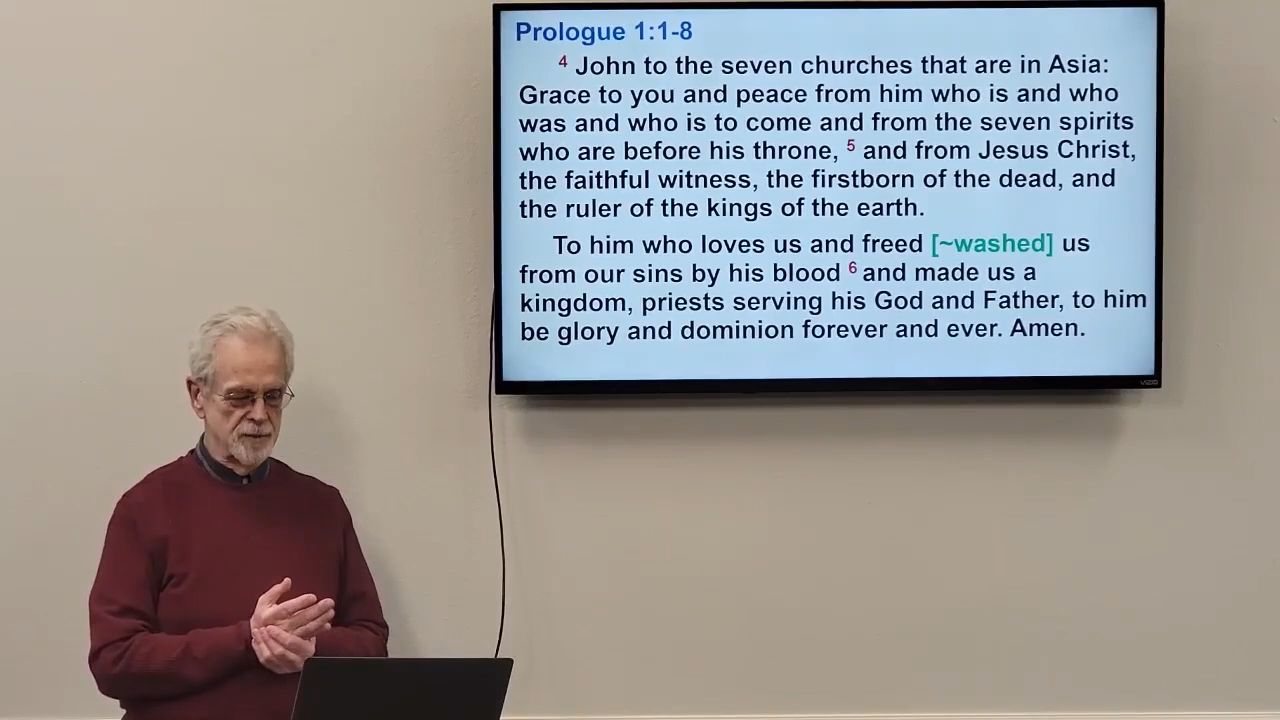 Prologue 1:1-8
4 John to the seven churches that are in Asia:
Grace to you and peace from him who is and who
was and who is to come and from the seven spirits
who are before his throne, 5 and from Jesus Christ,
the faithful witness, the firstborn of the dead, and
the ruler of the kings of the earth.
To him who loves us and freed [~washed] us
from our sins by his blood 6 and made us a
kingdom, priests serving his God and Father, to him
be glory and dominion forever and ever. Amen.
VIZIO